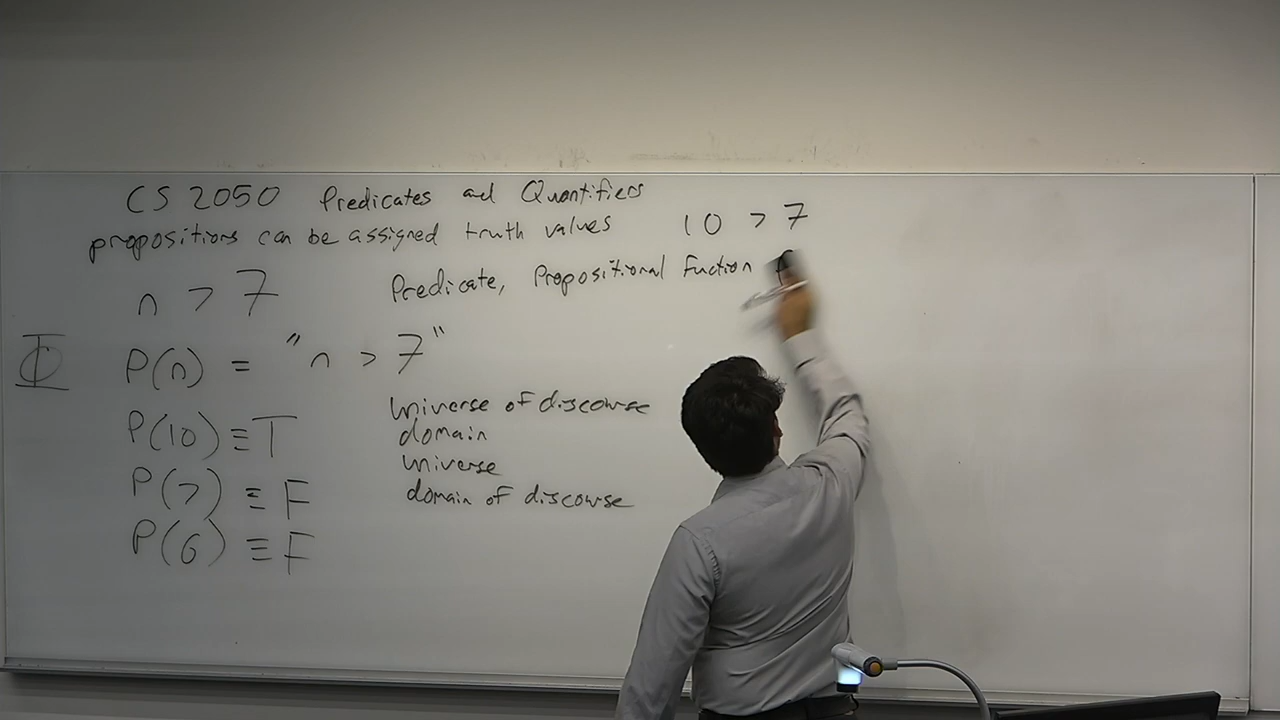 CS 2050 Predicates and Quantifiers
propositions can be assigned truth values 10 > 7
n > 7 Predicate, Propositional Fuction
P(n) = "n > 7"
P(10) ≡ T
P(7) ≡ F
P(6) ≡ F
universe of discourse
domain
universe
domain of discourse